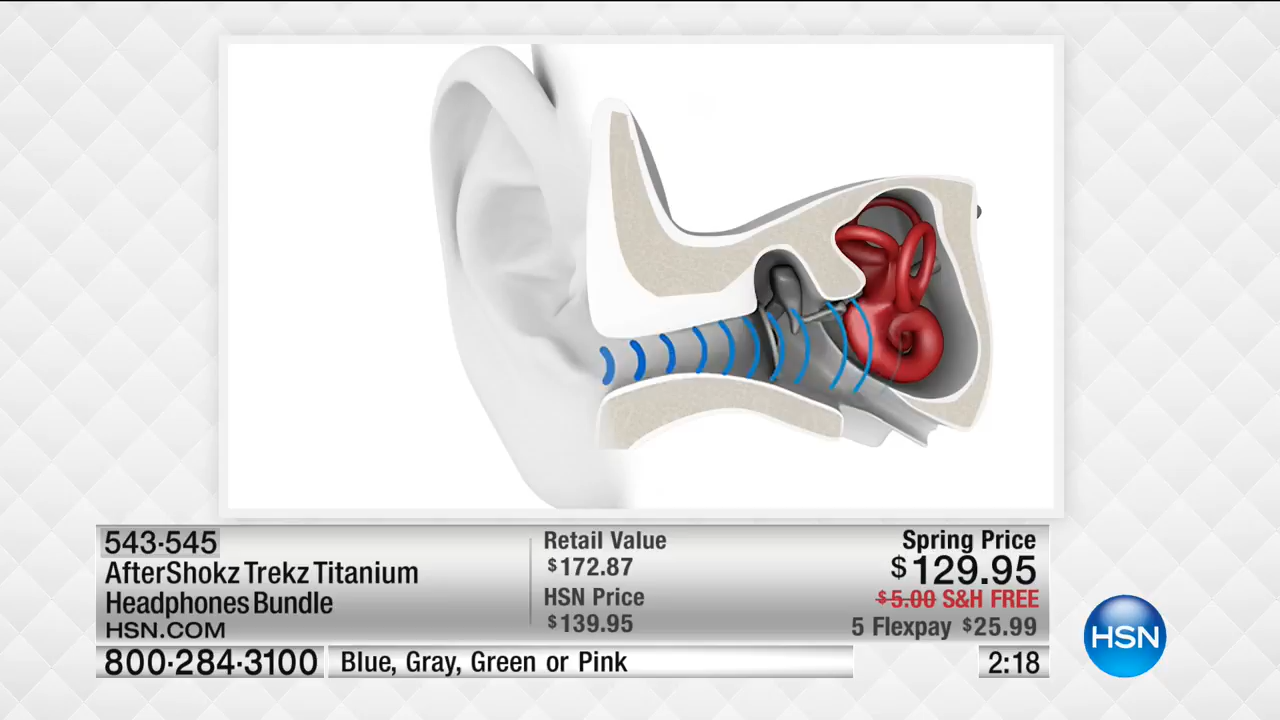 543·545
AfterShokz Trekz Titanium
Headphones Bundle
HSN.COM
Retail Value
$172.87
HSN Price
$139.95
Spring Price
$129.95
$5.00 S&H FREE
5 Flexpay $25.99
800·284·3100
Blue, Gray, Green or Pink
2:18
HSN